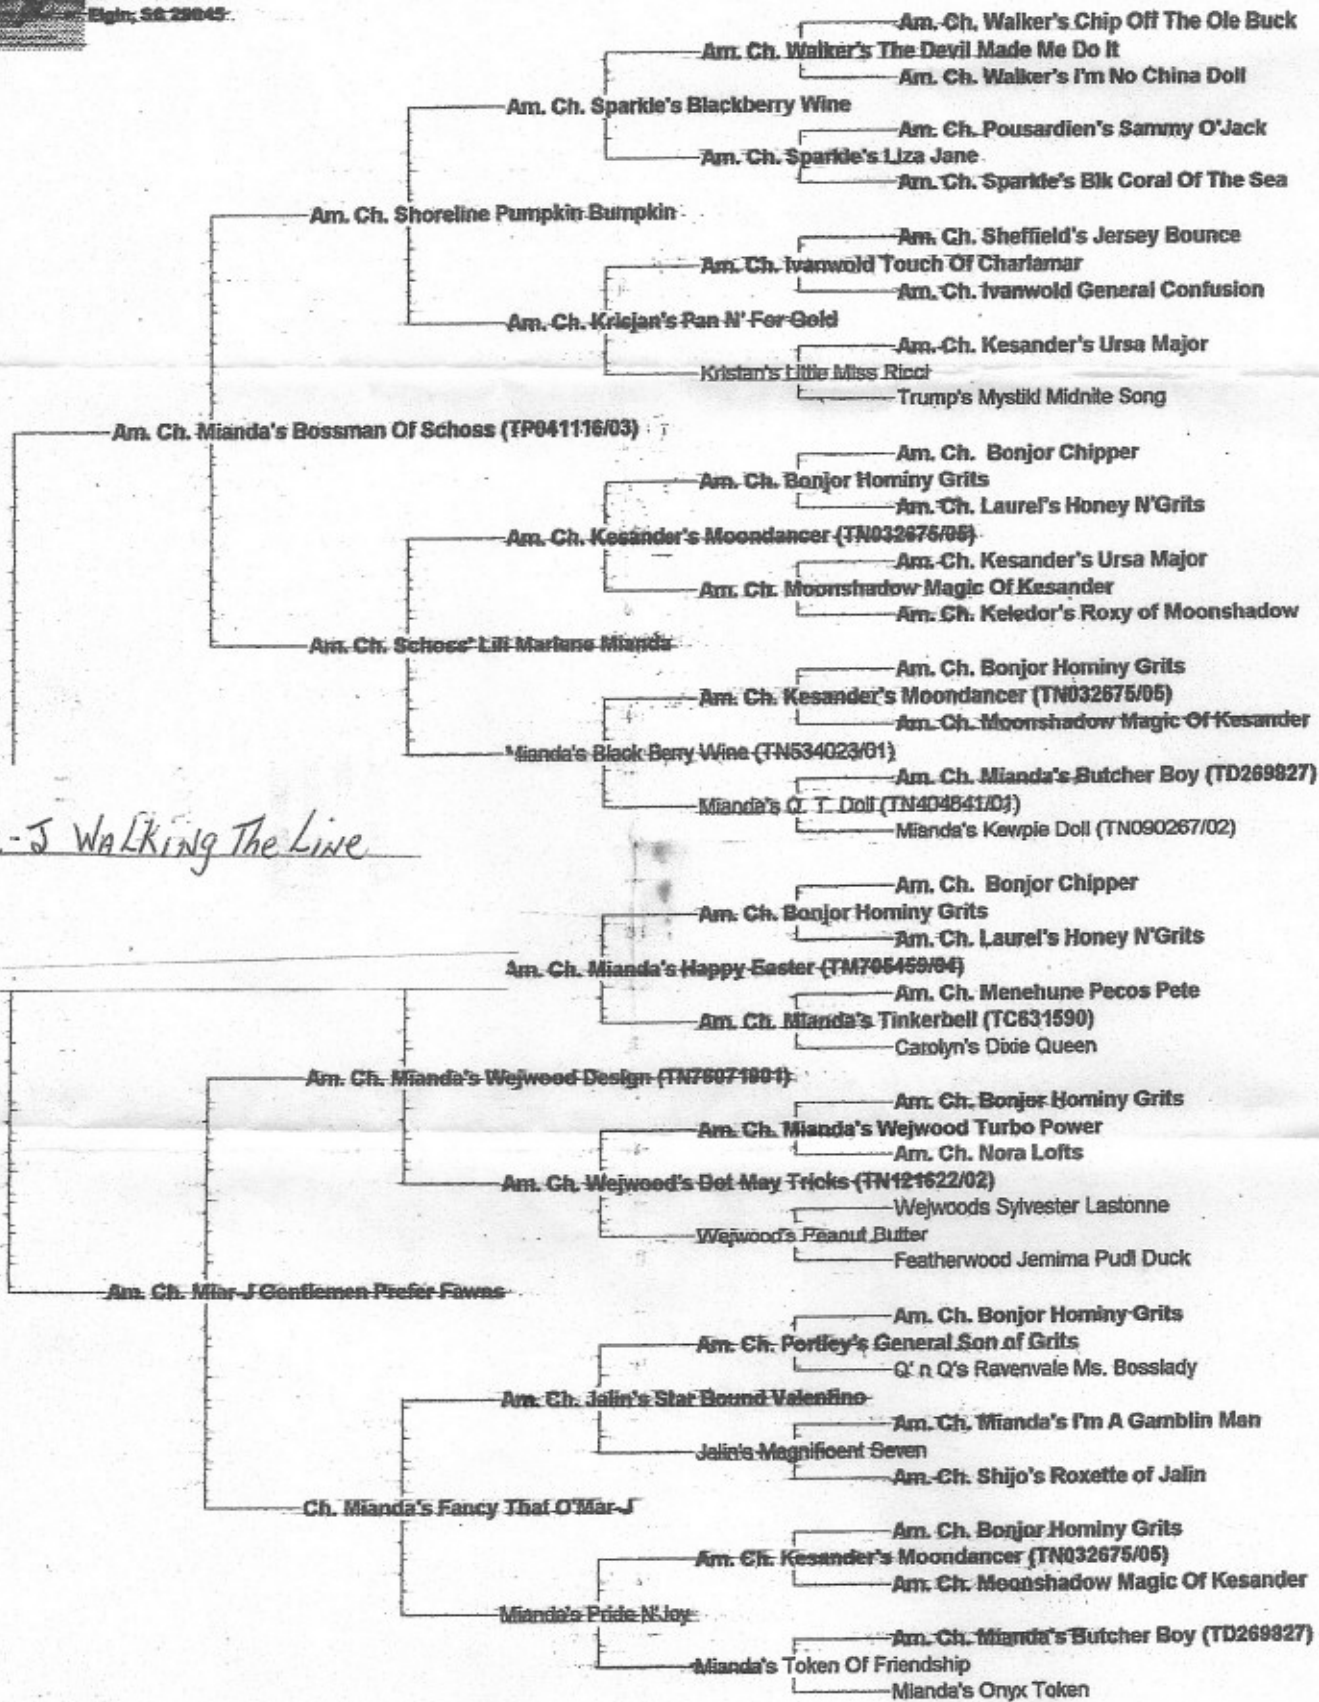 Elgin, SC 29045
Am. Ch. Walker's Chip Off The Ole Buck
Am. Ch. Walker's The Devil Made Me Do It
Am. Ch. Walker's I'm No China Doll
Am. Ch. Sparkle's Blackberry Wine
Am. Ch. Pousardien's Sammy O'Jack
Am. Ch. Sparkle's Liza Jane
Am. Ch. Sparkle's Blk Coral Of The Sea
Am. Ch. Shoreline Pumpkin Bumpkin
Am. Ch. Sheffield's Jersey Bounce
Am. Ch. Ivanwold Touch Of Charlamar
Am. Ch. Ivanwold General Confusion
Am. Ch. Krisjan's Pan N' For Gold
Am. Ch. Kesander's Ursa Major
Kristan's Little Miss Ricci
Trump's Mystikl Midnite Song
Am. Ch. Mianda's Bossman Of Schoss (TP041116/03)
Am. Ch. Bonjor Chipper
Am. Ch. Bonjor Hominy Grits
Am. Ch. Laurel's Honey N'Grits
Am. Ch. Kesander's Moondancer (TN032675/05)
Am. Ch. Kesander's Ursa Major
Am. Ch. Moonshadow Magic Of Kesander
Am. Ch. Keledor's Roxy of Moonshadow
Am. Ch. Schoss' Lili Marlene Mianda
Am. Ch. Bonjor Hominy Grits
Am. Ch. Kesander's Moondancer (TN032675/05)
Am. Ch. Moonshadow Magic Of Kesander
Mianda's Black Berry Wine (TN534023/01)
Am. Ch. Mianda's Butcher Boy (TD269827)
Mianda's Q. T. Doll (TN404841/01)
Mianda's Kewpie Doll (TN090267/02)
-J Walking The Line
Am. Ch. Bonjor Chipper
Am. Ch. Bonjor Hominy Grits
Am. Ch. Laurel's Honey N'Grits
Am. Ch. Mianda's Happy Easter (TM705459/04)
Am. Ch. Menehune Pecos Pete
Am. Ch. Mianda's Tinkerbell (TC631590)
Carolyn's Dixie Queen
Am. Ch. Mianda's Wejwood Design (TN76071901)
Am. Ch. Bonjor Hominy Grits
Am. Ch. Mianda's Wejwood Turbo Power
Am. Ch. Nora Lofts
Am. Ch. Wejwood's Dot May Tricks (TN121622/02)
Wejwoods Sylvester Lastonne
Wejwood's Peanut Butter
Featherwood Jemima Pudl Duck
Am. Ch. Miar-J Gentlemen Prefer Fawns
Am. Ch. Bonjor Hominy Grits
Am. Ch. Portley's General Son of Grits
Q' n Q's Ravenvale Ms. Bosslady
Am. Ch. Jalin's Star Bound Valentino
Am. Ch. Mianda's I'm A Gamblin Man
Jalin's Magnificent Seven
Am. Ch. Shijo's Roxette of Jalin
Ch. Mianda's Fancy That O'Mar-J
Am. Ch. Bonjor Hominy Grits
Am. Ch. Kesander's Moondancer (TN032675/05)
Am. Ch. Moonshadow Magic Of Kesander
Mianda's Pride N'Joy
Am. Ch. Mianda's Butcher Boy (TD269827)
Mianda's Token Of Friendship
Mianda's Onyx Token